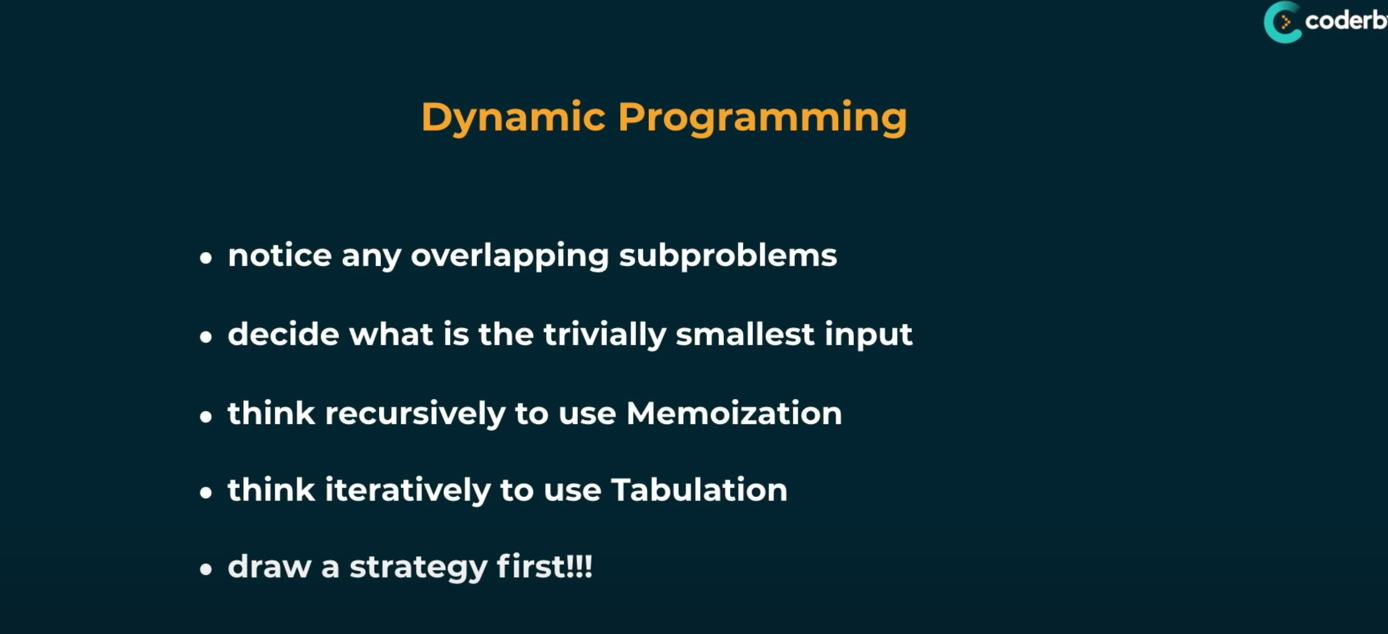 coderb
Dynamic Programming
• notice any overlapping subproblems
• decide what is the trivially smallest input
• think recursively to use Memoization
• think iteratively to use Tabulation
• draw a strategy first!!!